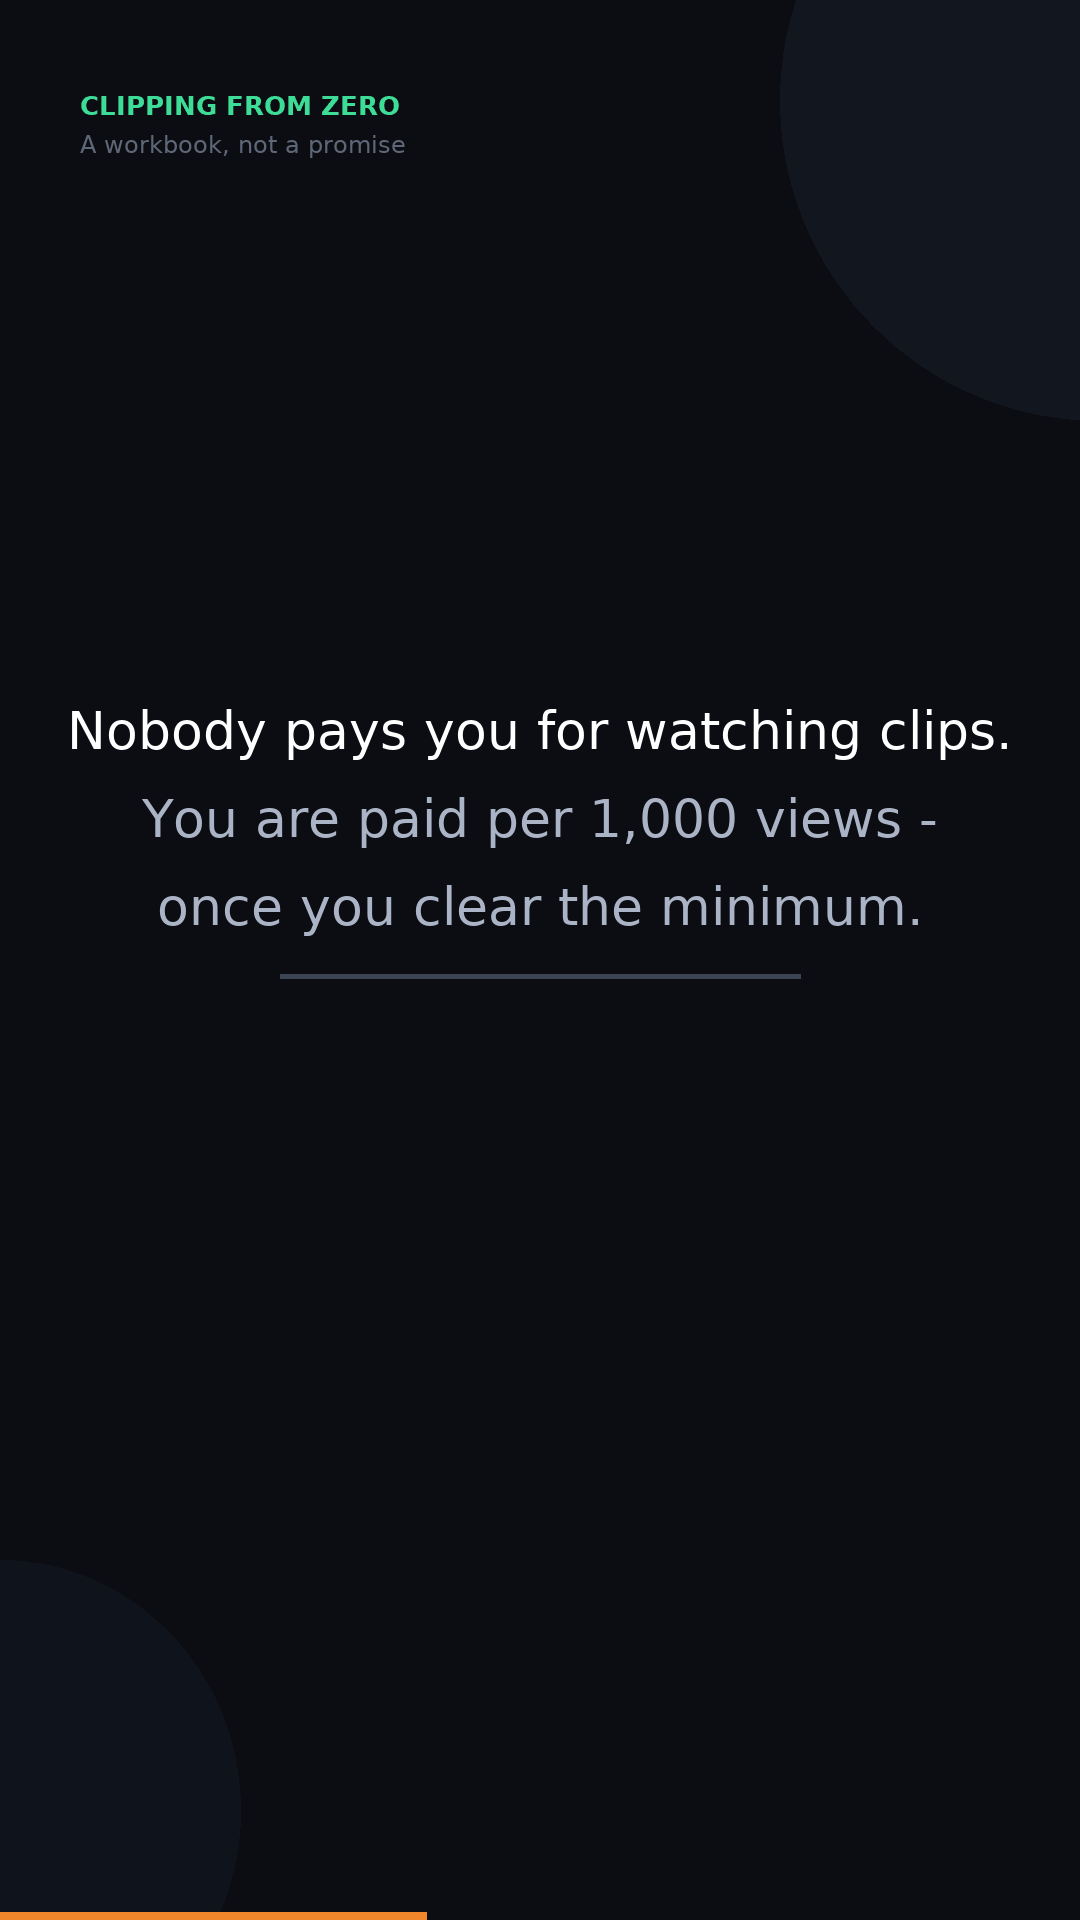 CLIPPING FROM ZERO
A workbook, not a promise
Nobody pays you for watching clips.
You are paid per 1,000 views -
once you clear the minimum.